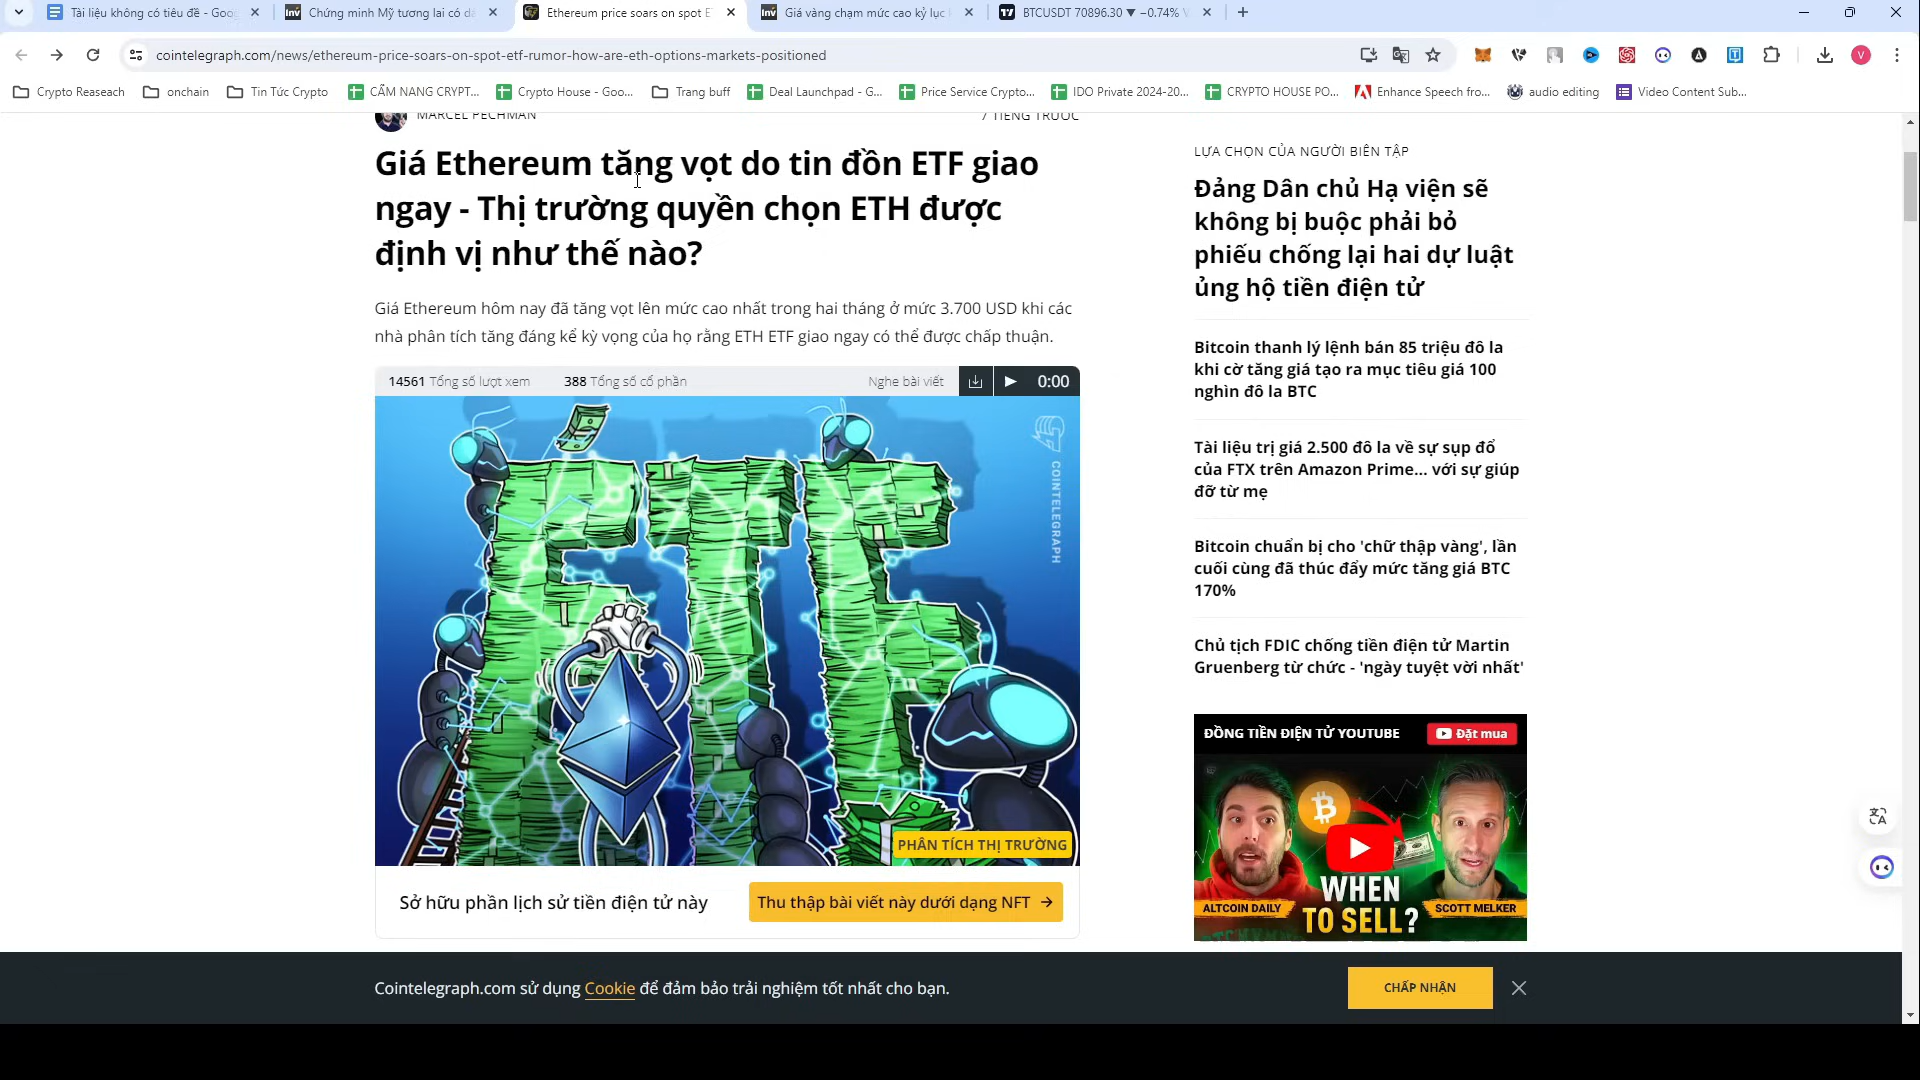 Tài liệu không có tiêu đề - Goo
Chứng minh Mỹ tương lai có d
Ethereum price soars on spot E
Giá vàng chạm mức cao kỷ lục
BTCUSDT 70896.30 ▼ −0.74%
cointelegraph.com/news/ethereum-price-soars-on-spot-etf-rumor-how-are-eth-options-markets-positioned
Crypto Reaseach
onchain
Tin Tức Crypto
CẨM NANG CRYPT...
Crypto House - Goo...
Trang buff
Deal Launchpad - G...
Price Service Crypto...
IDO Private 2024-20...
CRYPTO HOUSE PO...
Enhance Speech fro...
audio editing
Video Content Sub...
MARCEL PECHMAN
7 TIẾNG TRƯỚC
Giá Ethereum tăng vọt do tin đồn ETF giao
ngay - Thị trường quyền chọn ETH được
định vị như thế nào?
Giá Ethereum hôm nay đã tăng vọt lên mức cao nhất trong hai tháng ở mức 3.700 USD khi các
nhà phân tích tăng đáng kể kỳ vọng của họ rằng ETH ETF giao ngay có thể được chấp thuận.
14561 Tổng số lượt xem
388 Tổng số cổ phần
Nghe bài viết
0:00
ETF
COINTELEGRAPH
PHÂN TÍCH THỊ TRƯỜNG
Sở hữu phần lịch sử tiền điện tử này
Thu thập bài viết này dưới dạng NFT →
LỰA CHỌN CỦA NGƯỜI BIÊN TẬP
Đảng Dân chủ Hạ viện sẽ
không bị buộc phải bỏ
phiếu chống lại hai dự luật
ủng hộ tiền điện tử
Bitcoin thanh lý lệnh bán 85 triệu đô la
khi cờ tăng giá tạo ra mục tiêu giá 100
nghìn đô la BTC
Tài liệu trị giá 2.500 đô la về sự sụp đổ
của FTX trên Amazon Prime... với sự giúp
đỡ từ mẹ
Bitcoin chuẩn bị cho 'chữ thập vàng', lần
cuối cùng đã thúc đẩy mức tăng giá BTC
170%
Chủ tịch FDIC chống tiền điện tử Martin
Gruenberg từ chức - 'ngày tuyệt vời nhất'
ĐỒNG TIỀN ĐIỆN TỬ YOUTUBE
Đặt mua
WHEN
TO SELL?
ALTCOIN DAILY
SCOTT MELKER
Cointelegraph.com sử dụng Cookie để đảm bảo trải nghiệm tốt nhất cho bạn.
CHẤP NHẬN